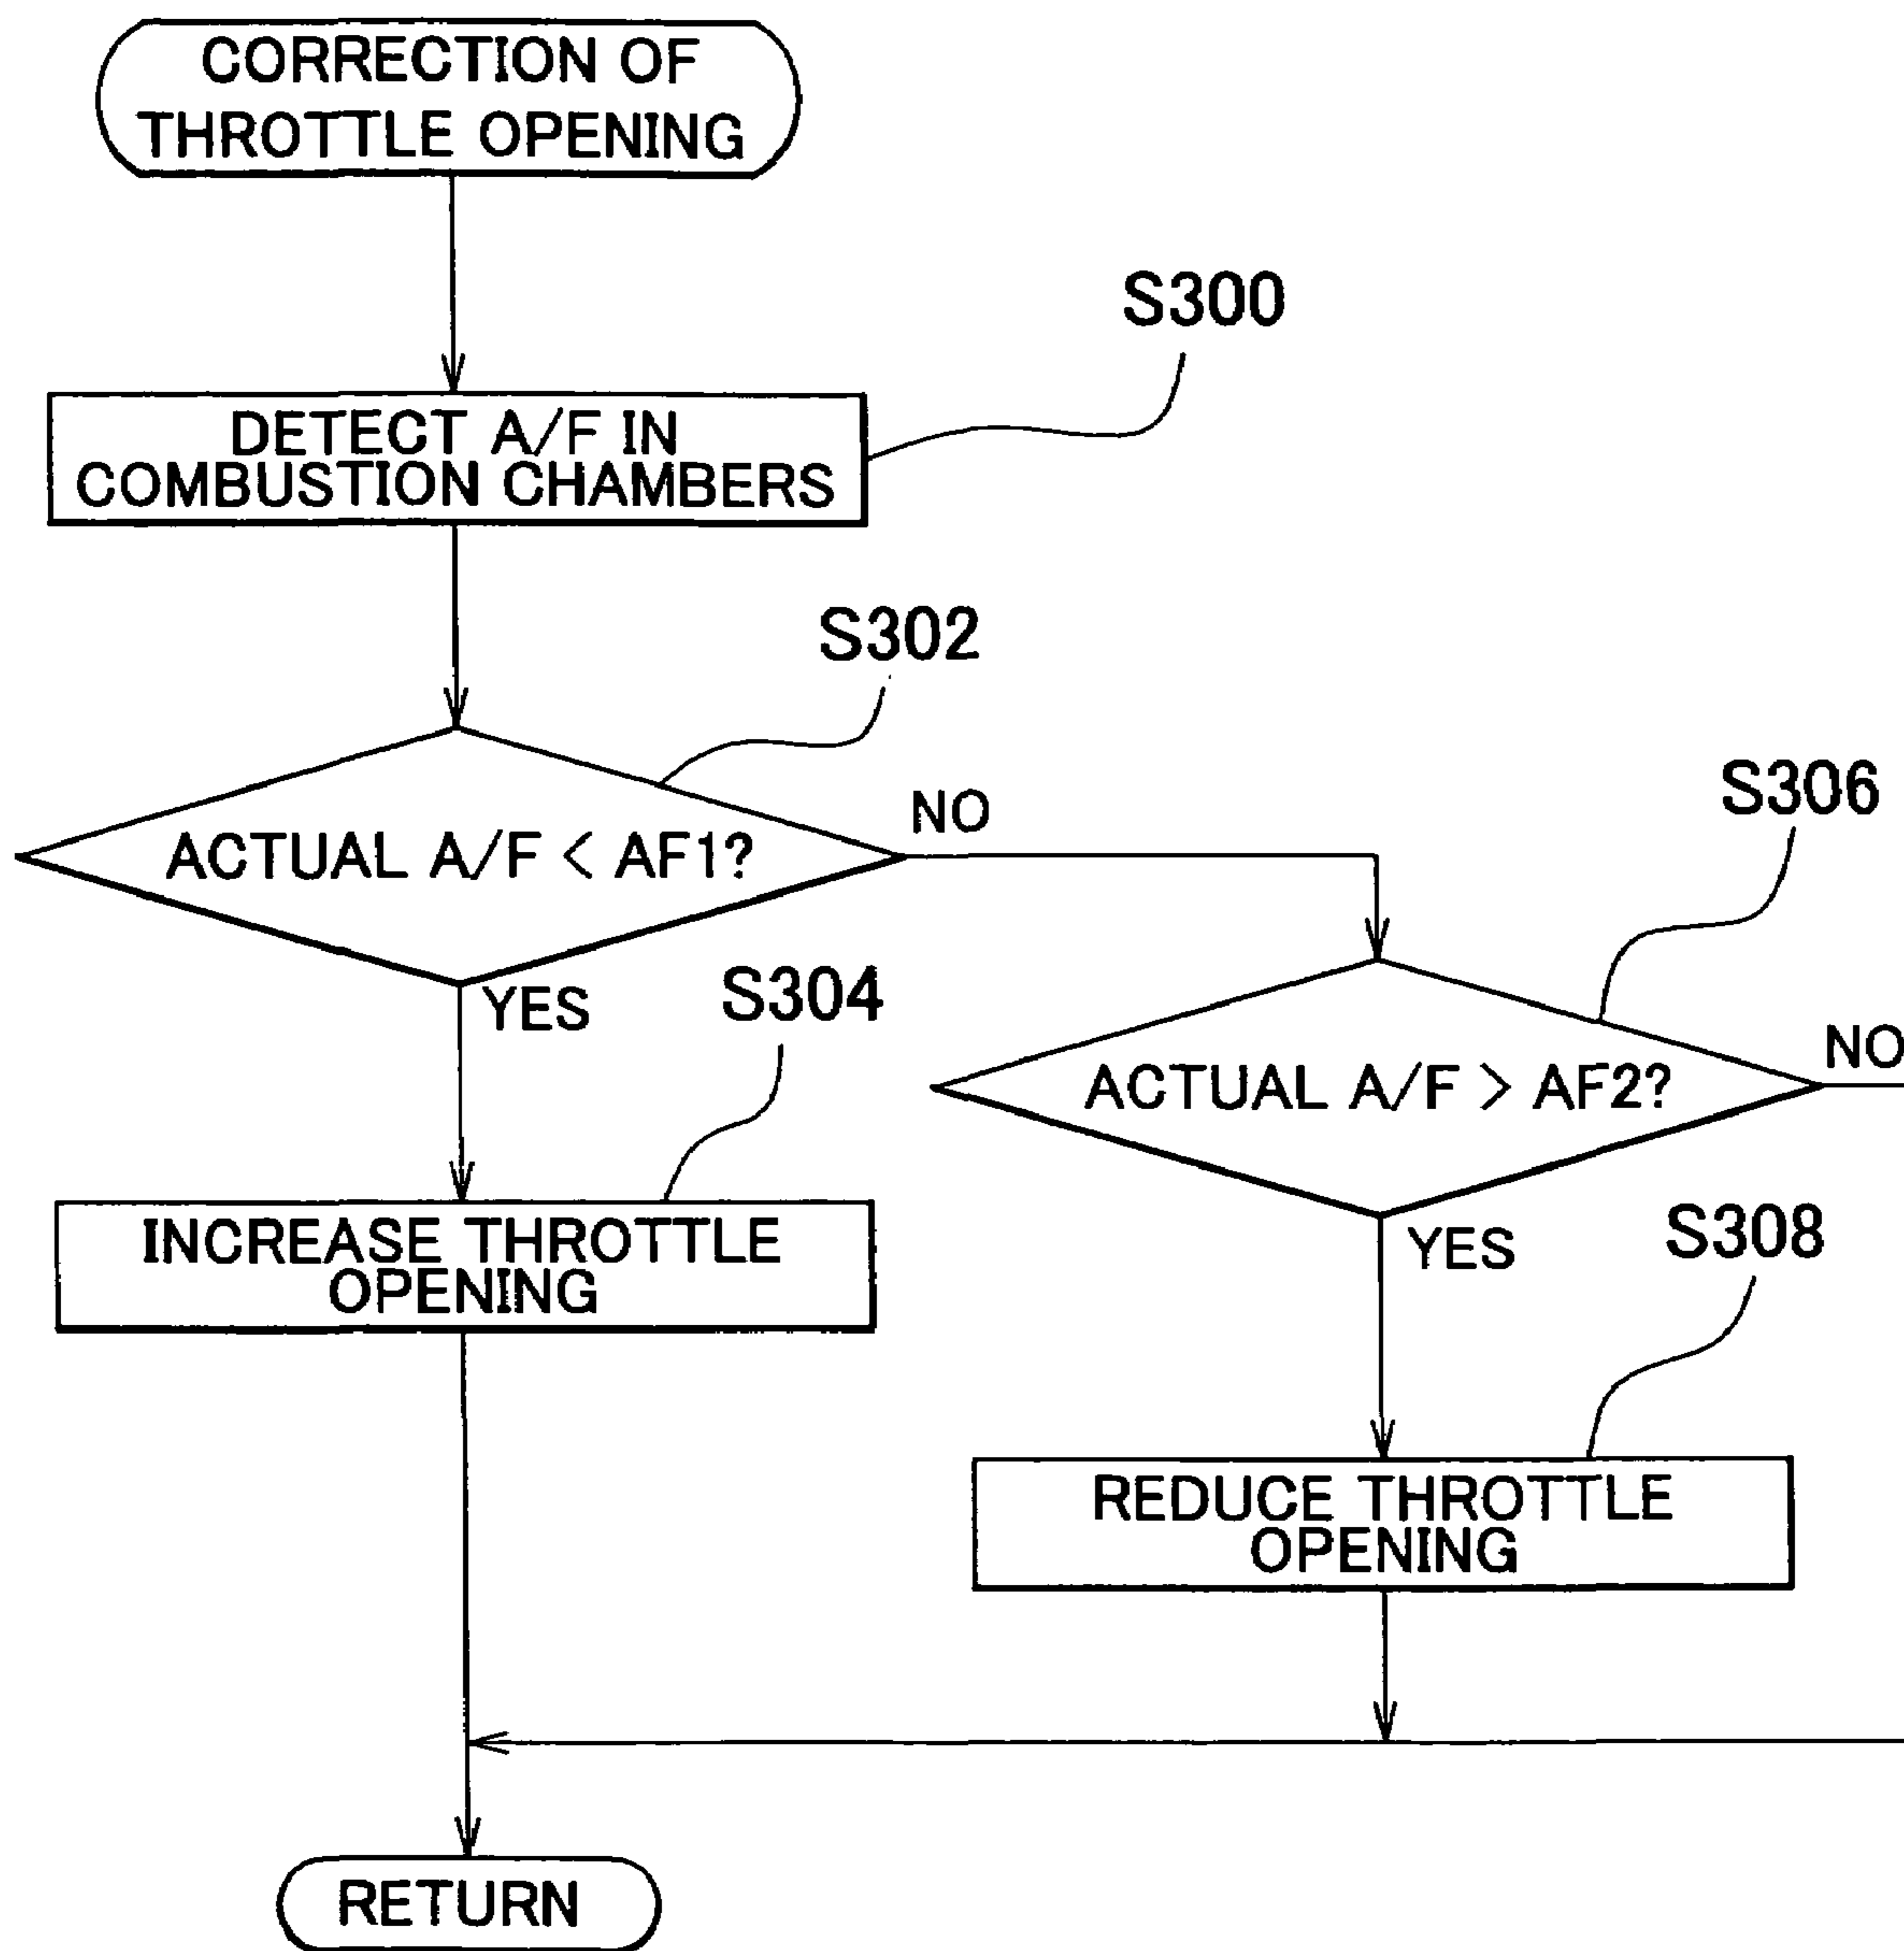 CORRECTION OF
THROTTLE OPENING
S300
DETECT A/F IN
COMBUSTION CHAMBERS
S302
ACTUAL A/F < AF1?
NO
YES
S306
ACTUAL A/F > AF2?
NO
YES
S304
INCREASE THROTTLE
OPENING
S308
REDUCE THROTTLE
OPENING
RETURN